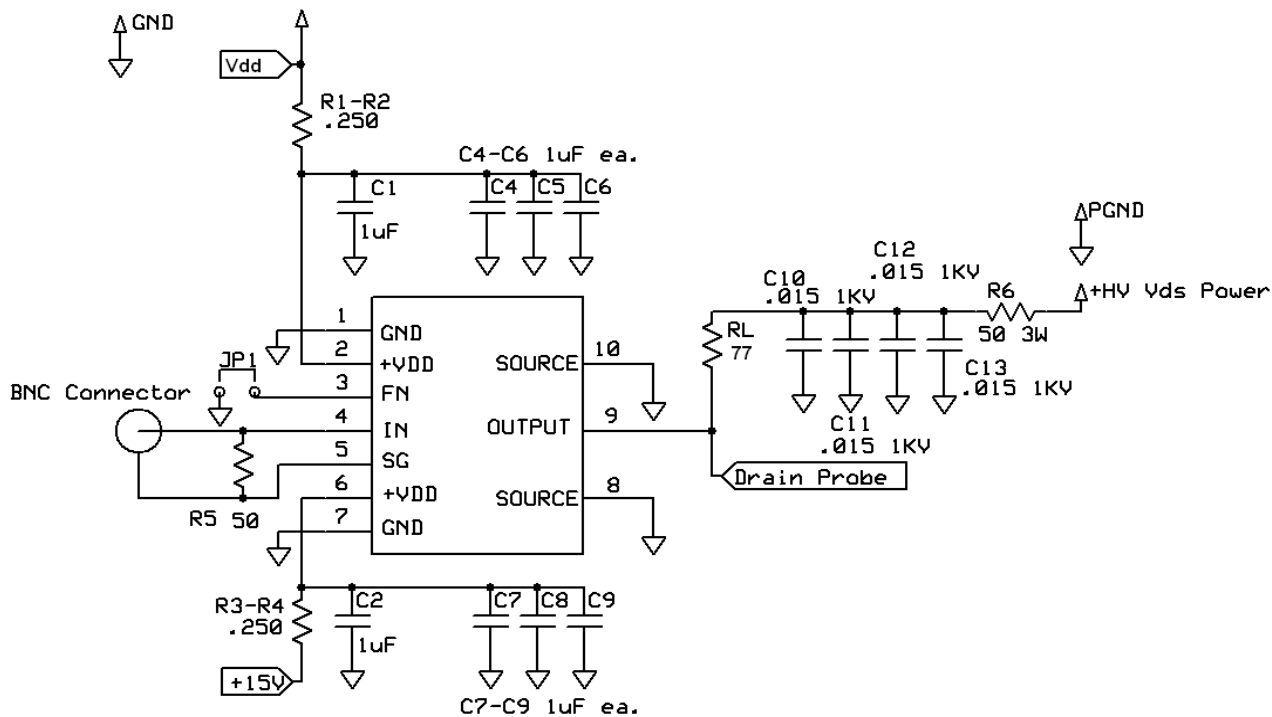 GND
Vdd
R1-R2
.250
C4-C6 1uF ea.
C1
1uF
C4
C5
C6
PGND
C12
.015 1KV
C10
.015 1KV
R6
50 3W
+HV Vds Power
RL
77
C13
.015 1KV
C11
.015 1KV
1
GND
2
+VDD
JP1
3
FN
BNC Connector
4
IN
5
SG
6
+VDD
7
GND
R5 50
SOURCE
10
OUTPUT
9
Drain Probe
SOURCE
8
R3-R4
.250
C2
1uF
C7
C8
C9
+15V
C7-C9 1uF ea.